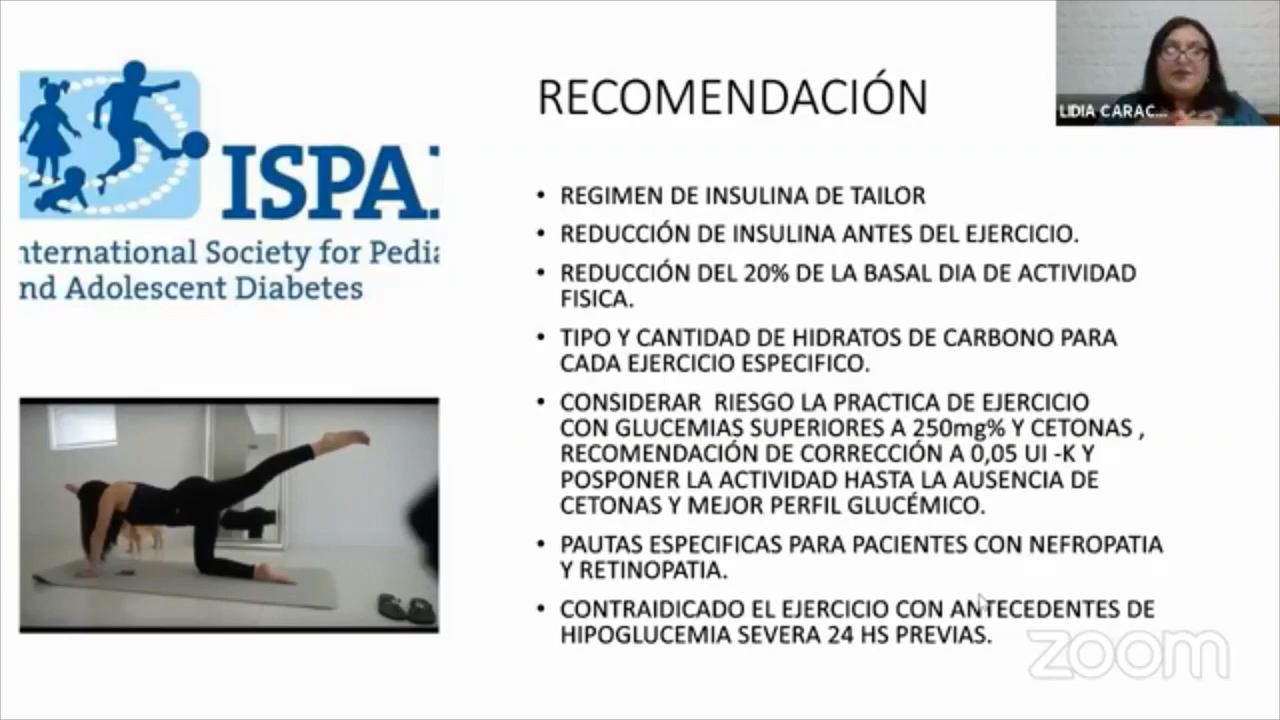 RECOMENDACIÓN
LIDIA CARAC...
ISPA
nternational Society for Pedia
nd Adolescent Diabetes
• REGIMEN DE INSULINA DE TAILOR
• REDUCCIÓN DE INSULINA ANTES DEL EJERCICIO.
• REDUCCIÓN DEL 20% DE LA BASAL DIA DE ACTIVIDAD
FISICA.
• TIPO Y CANTIDAD DE HIDRATOS DE CARBONO PARA
CADA EJERCICIO ESPECIFICO.
• CONSIDERAR RIESGO LA PRACTICA DE EJERCICIO
CON GLUCEMIAS SUPERIORES A 250mg% Y CETONAS ,
RECOMENDACIÓN DE CORRECCIÓN A 0,05 UI -K Y
POSPONER LA ACTIVIDAD HASTA LA AUSENCIA DE
CETONAS Y MEJOR PERFIL GLUCÉMICO.
• PAUTAS ESPECIFICAS PARA PACIENTES CON NEFROPATIA
Y RETINOPATIA.
• CONTRAIDICADO EL EJERCICIO CON ANTECEDENTES DE
HIPOGLUCEMIA SEVERA 24 HS PREVIAS.
zoom